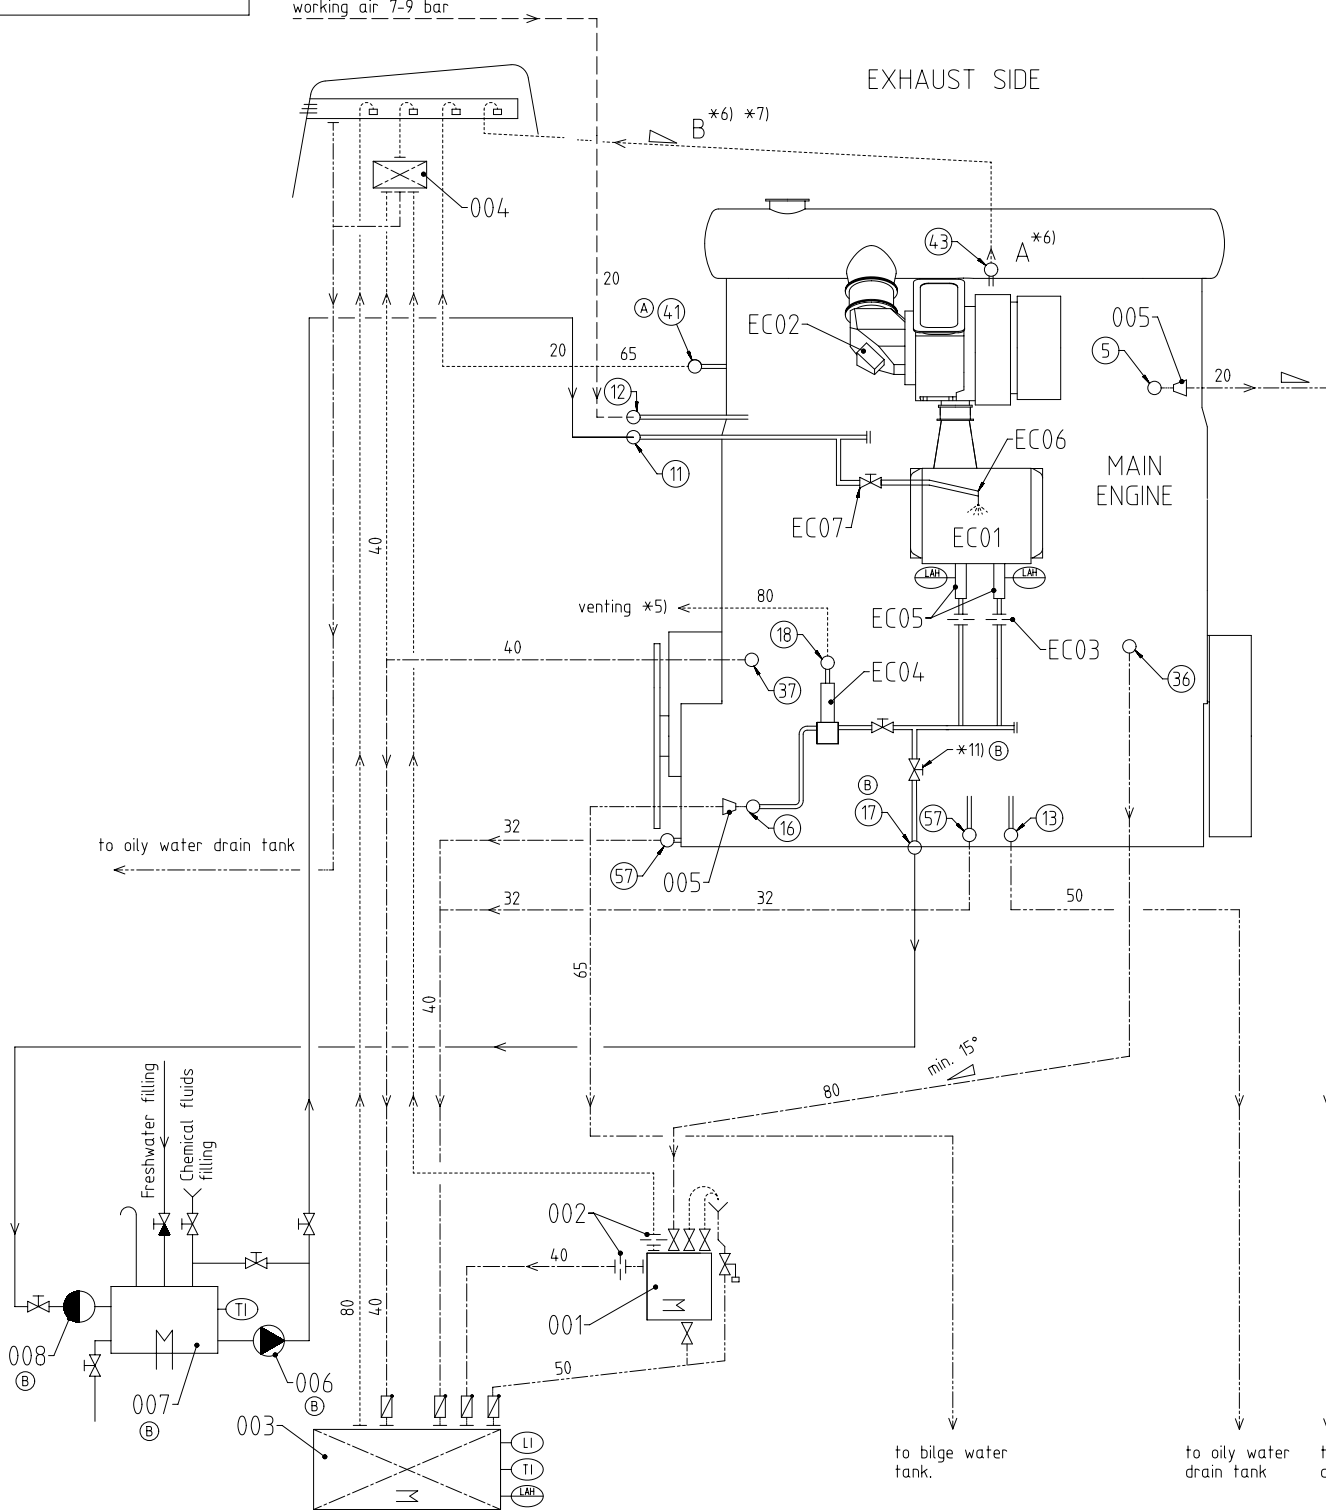 working air 7-9 bar
EXHAUST SIDE
B *6) *7)
004
43
A *6)
20
A
41
EC02
005
5
20
20
65
12
EC06
11
MAIN
ENGINE
EC07
EC01
40
LAH
LAH
venting *5)
80
EC05
18
EC03
40
EC04
37
36
*11) B
B
32
16
17
57
13
to oily water drain tank
57
005
32
32
50
65
40
min. 15°
80
Freshwater filling
Chemical fluids
filling
002
40
TI
80
40
001
008
B
006
B
007
B
50
003
LI
TI
LAH
to bilge water
tank.
to oily water
drain tank